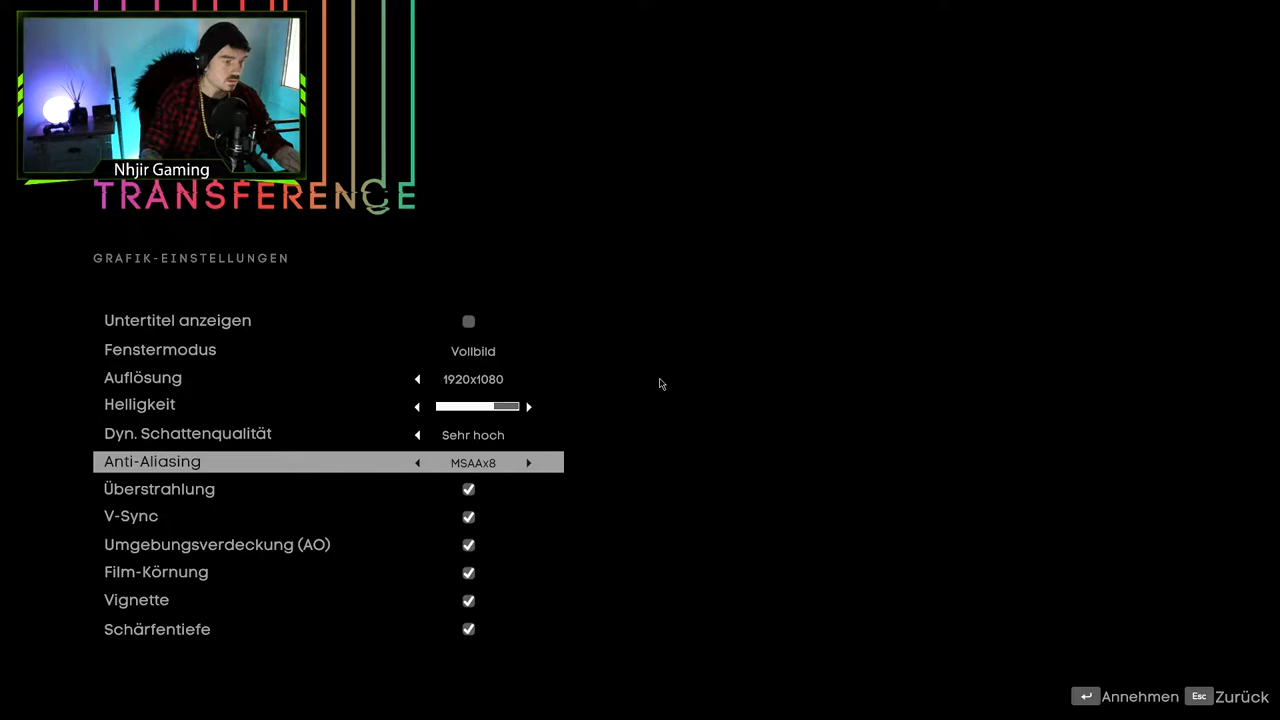 Nhjir Gaming
TRANSFERENCE
GRAFIK-EINSTELLUNGEN
Untertitel anzeigen
Fenstermodus Vollbild
Auflösung 1920x1080
Helligkeit
Dyn. Schattenqualität Sehr hoch
Anti-Aliasing MSAAx8
Überstrahlung
V-Sync
Umgebungsverdeckung (AO)
Film-Körnung
Vignette
Schärfentiefe
Annehmen Esc Zurück